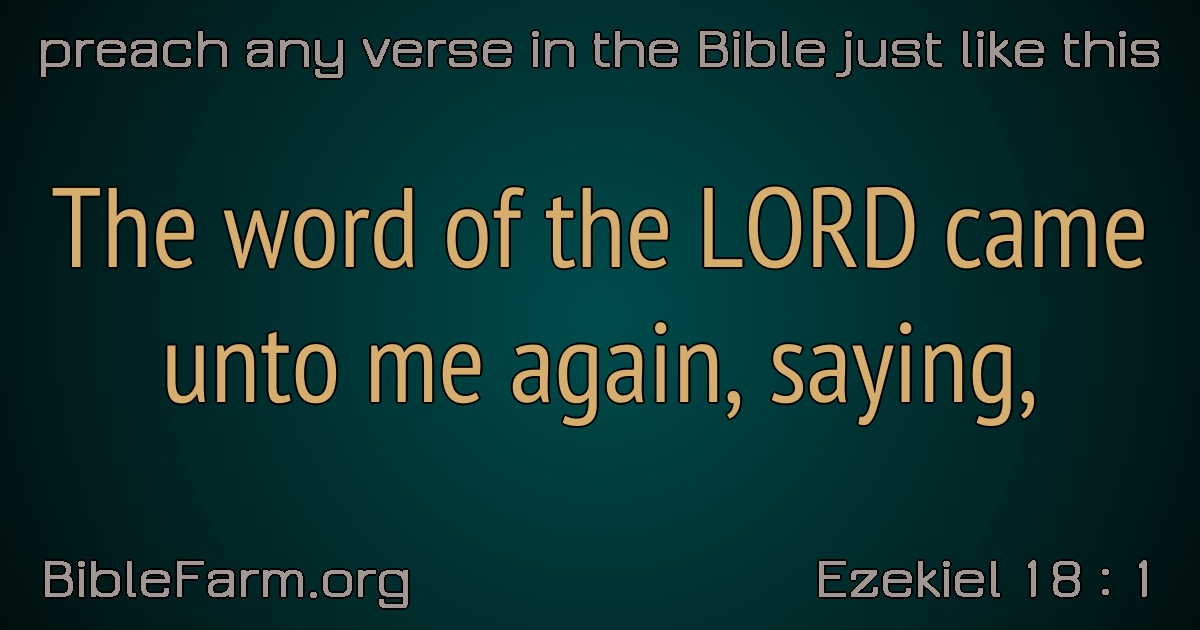 preach any verse in the Bible just like this
The word of the LORD came
unto me again, saying,
BibleFarm.org
Ezekiel 18 : 1